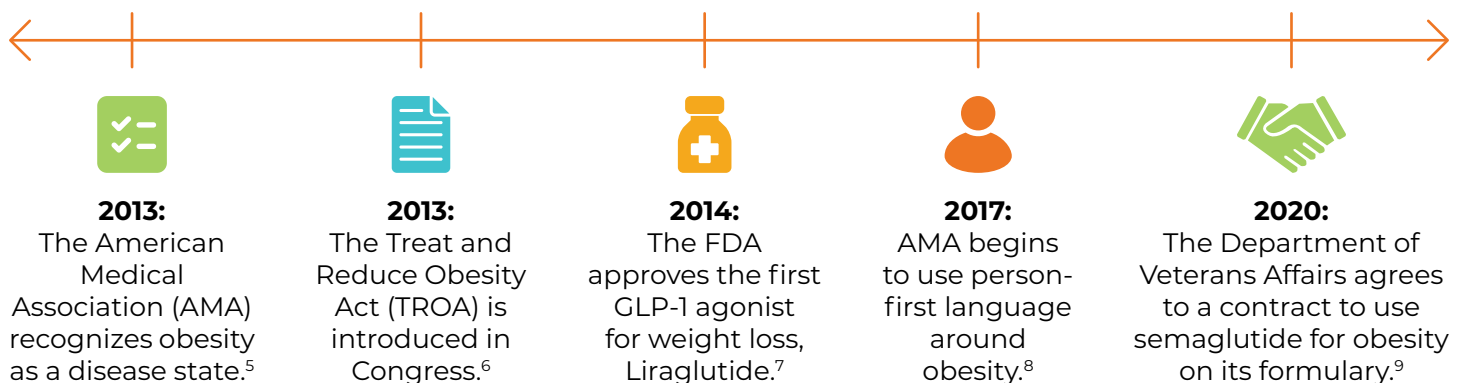 2013:
The American
Medical
Association (AMA)
recognizes obesity
as a disease state.5
2013:
The Treat and
Reduce Obesity
Act (TROA) is
introduced in
Congress.6
2014:
The FDA
approves the first
GLP-1 agonist
for weight loss,
Liraglutide.7
2017:
AMA begins
to use person-
first language
around
obesity.8
2020:
The Department of
Veterans Affairs agrees
to a contract to use
semaglutide for obesity
on its formulary.9